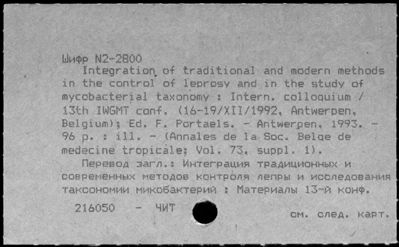 Шифр N2-2800
Integration of traditional and modern methods
in the control of leprosy and in the study of
mycobacterial taxonomy : Intern. colloquium /
13th IWGMT conf. (16-19/XII/1992, Antwerpen,
Belgium); Ed. F. Portaels. - Antwerpen, 1993. -
96 p. : ill. - (Annales de la Soc. Belge de
medecine tropicale; Vol. 73, suppl. 1).
Перевод загл.: Интеграция традиционных и
современных методов контроля лепры и исследования
таксономии микобактерий : Материалы 13-й конф.
216050 - ЧИТ
см. след. карт.